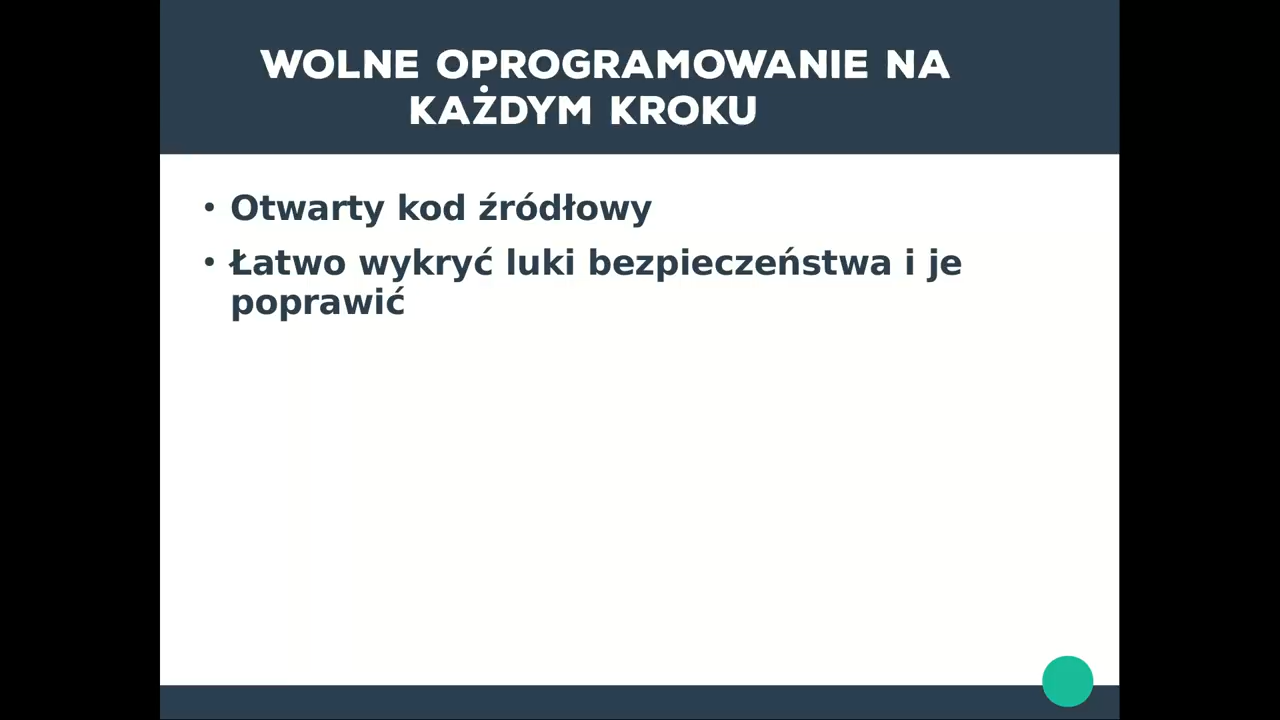 WOLNE OPROGRAMOWANIE NA
KAŻDYM KROKU
• Otwarty kod źródłowy
• Łatwo wykryć luki bezpieczeństwa i je
poprawić